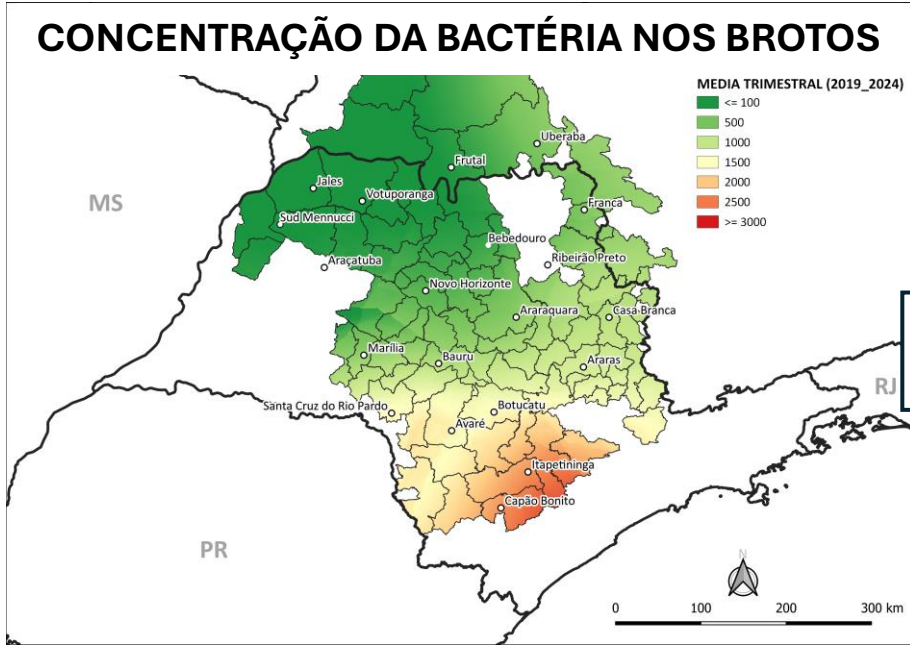 CONCENTRAÇÃO DA BACTÉRIA NOS BROTOS
MEDIA TRIMESTRAL (2019_2024)
<= 100
500
1000
1500
2000
2500
>= 3000
Uberaba
Frutal
Jales
Votuporanga
MS
Franca
Sud Mennucci
Bebedouro
Araçatuba
Ribeirão Preto
Novo Horizonte
Araraquara
Casa Branca
Marília
Bauru
Araras
RJ
Santa Cruz do Rio Pardo
Botucatu
Avaré
Itapetininga
Capão Bonito
PR
N
0 100 200 300 km